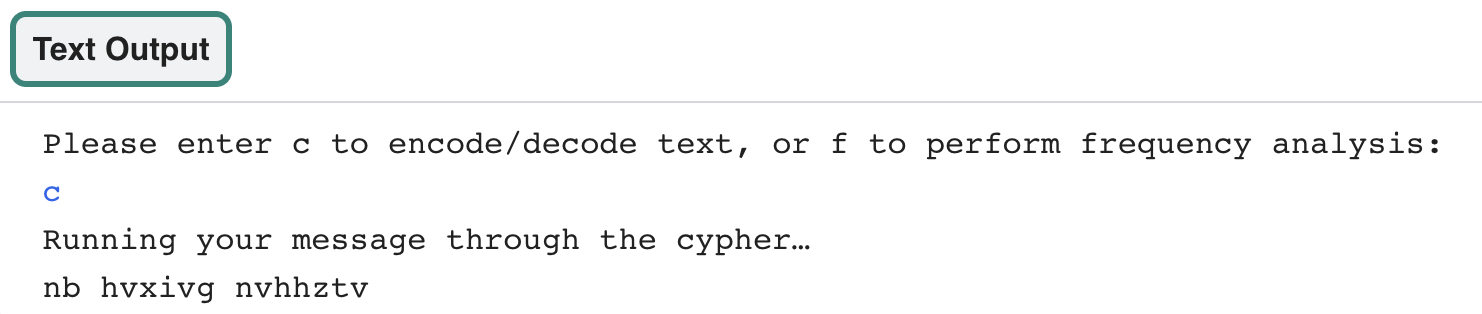 Text Output
Please enter c to encode/decode text, or f to perform frequency analysis:
c
Running your message through the cypher…
nb hvxivg nvhhztv